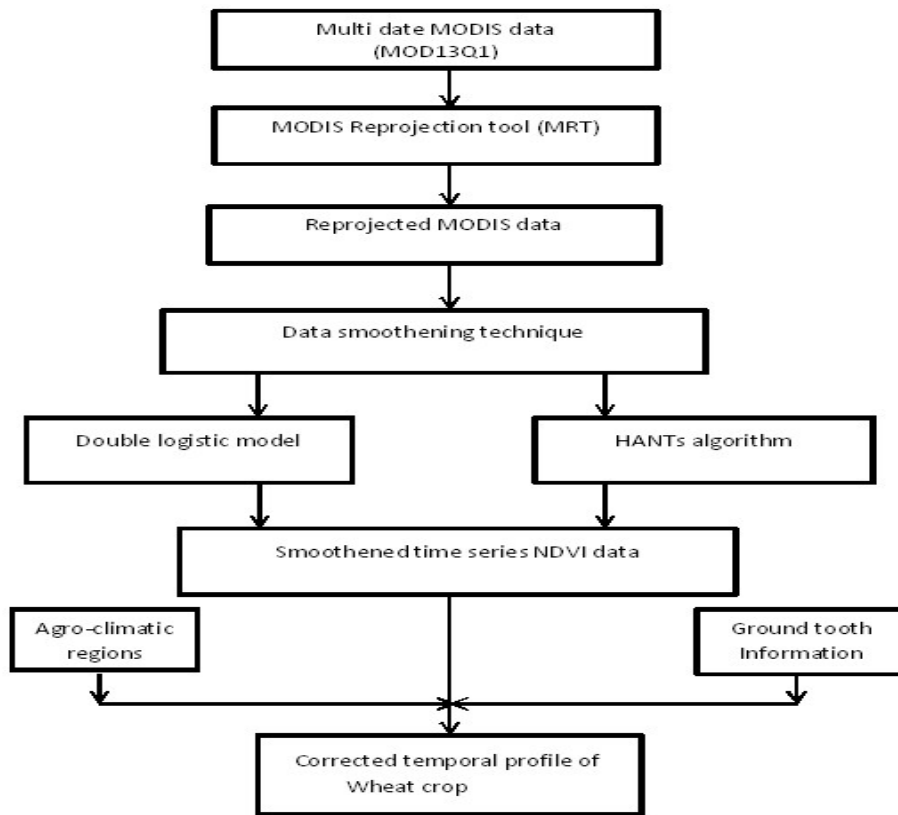 Multi date MODIS data
(MOD13Q1)
MODIS Reprojection tool (MRT)
Reprojected MODIS data
Data smoothening technique
Double logistic model
HANTs algorithm
Smoothened time series NDVI data
Agro-climatic
regions
Ground tooth
Information
Corrected temporal profile of
Wheat crop